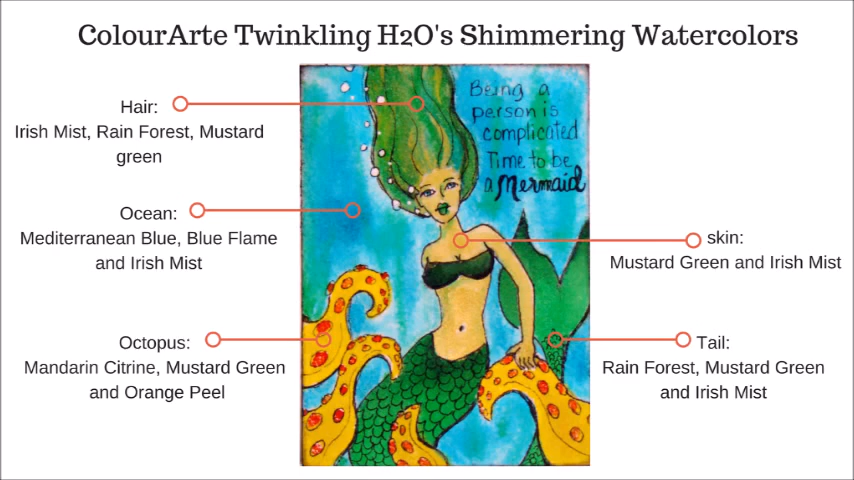 ColourArte Twinkling H2O's Shimmering Watercolors
Hair:
Irish Mist, Rain Forest, Mustard
green
Ocean:
Mediterranean Blue, Blue Flame
and Irish Mist
Octopus:
Mandarin Citrine, Mustard Green
and Orange Peel
Being a
person is
complicated
Time to be
a Mermaid
skin:
Mustard Green and Irish Mist
Tail:
Rain Forest, Mustard Green
and Irish Mist